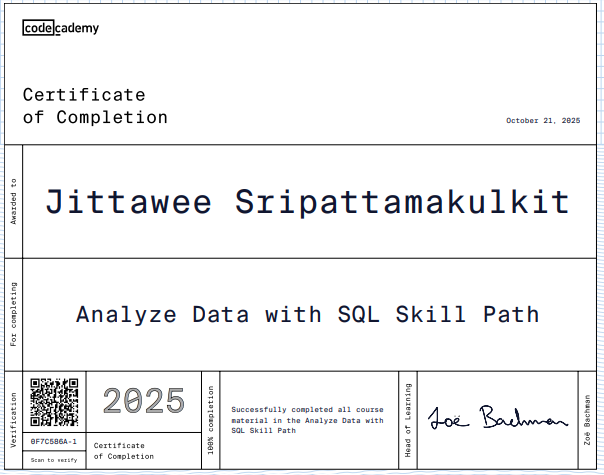 codecademy
Certificate
of Completion
October 21, 2025
Awarded to
Jittawee Sripattamakulkit
For completing
Analyze Data with SQL Skill Path
Verification
0F7C586A-1
Scan to verify
2025
Certificate
of Completion
100% completion
Successfully completed all course
material in the Analyze Data with
SQL Skill Path
Head of Learning
Zoë Bachman
Zoë Bachman